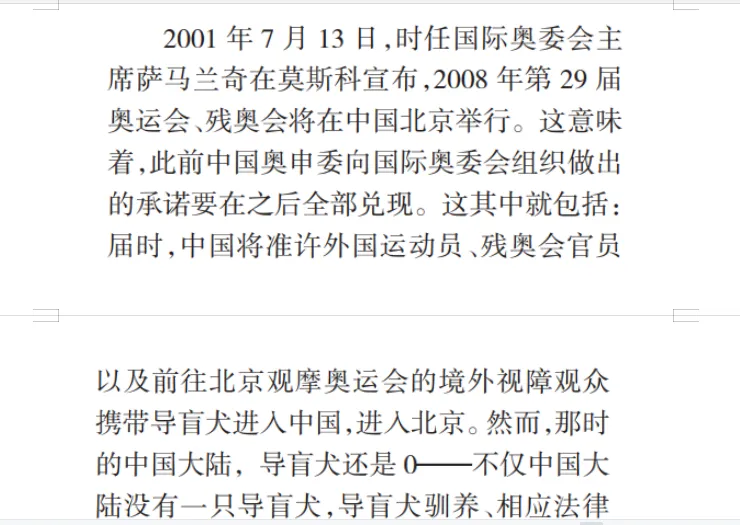 2001 年 7 月 13 日,时任国际奥委会主
席萨马兰奇在莫斯科宣布,2008 年第 29 届
奥运会、残奥会将在中国北京举行。这意味
着,此前中国奥申委向国际奥委会组织做出
的承诺要在之后全部兑现。这其中就包括:
届时,中国将准许外国运动员、残奥会官员
以及前往北京观摩奥运会的境外视障观众
携带导盲犬进入中国,进入北京。然而,那时
的中国大陆，导盲犬还是 0——不仅中国大
陆没有一只导盲犬,导盲犬驯养、相应法律